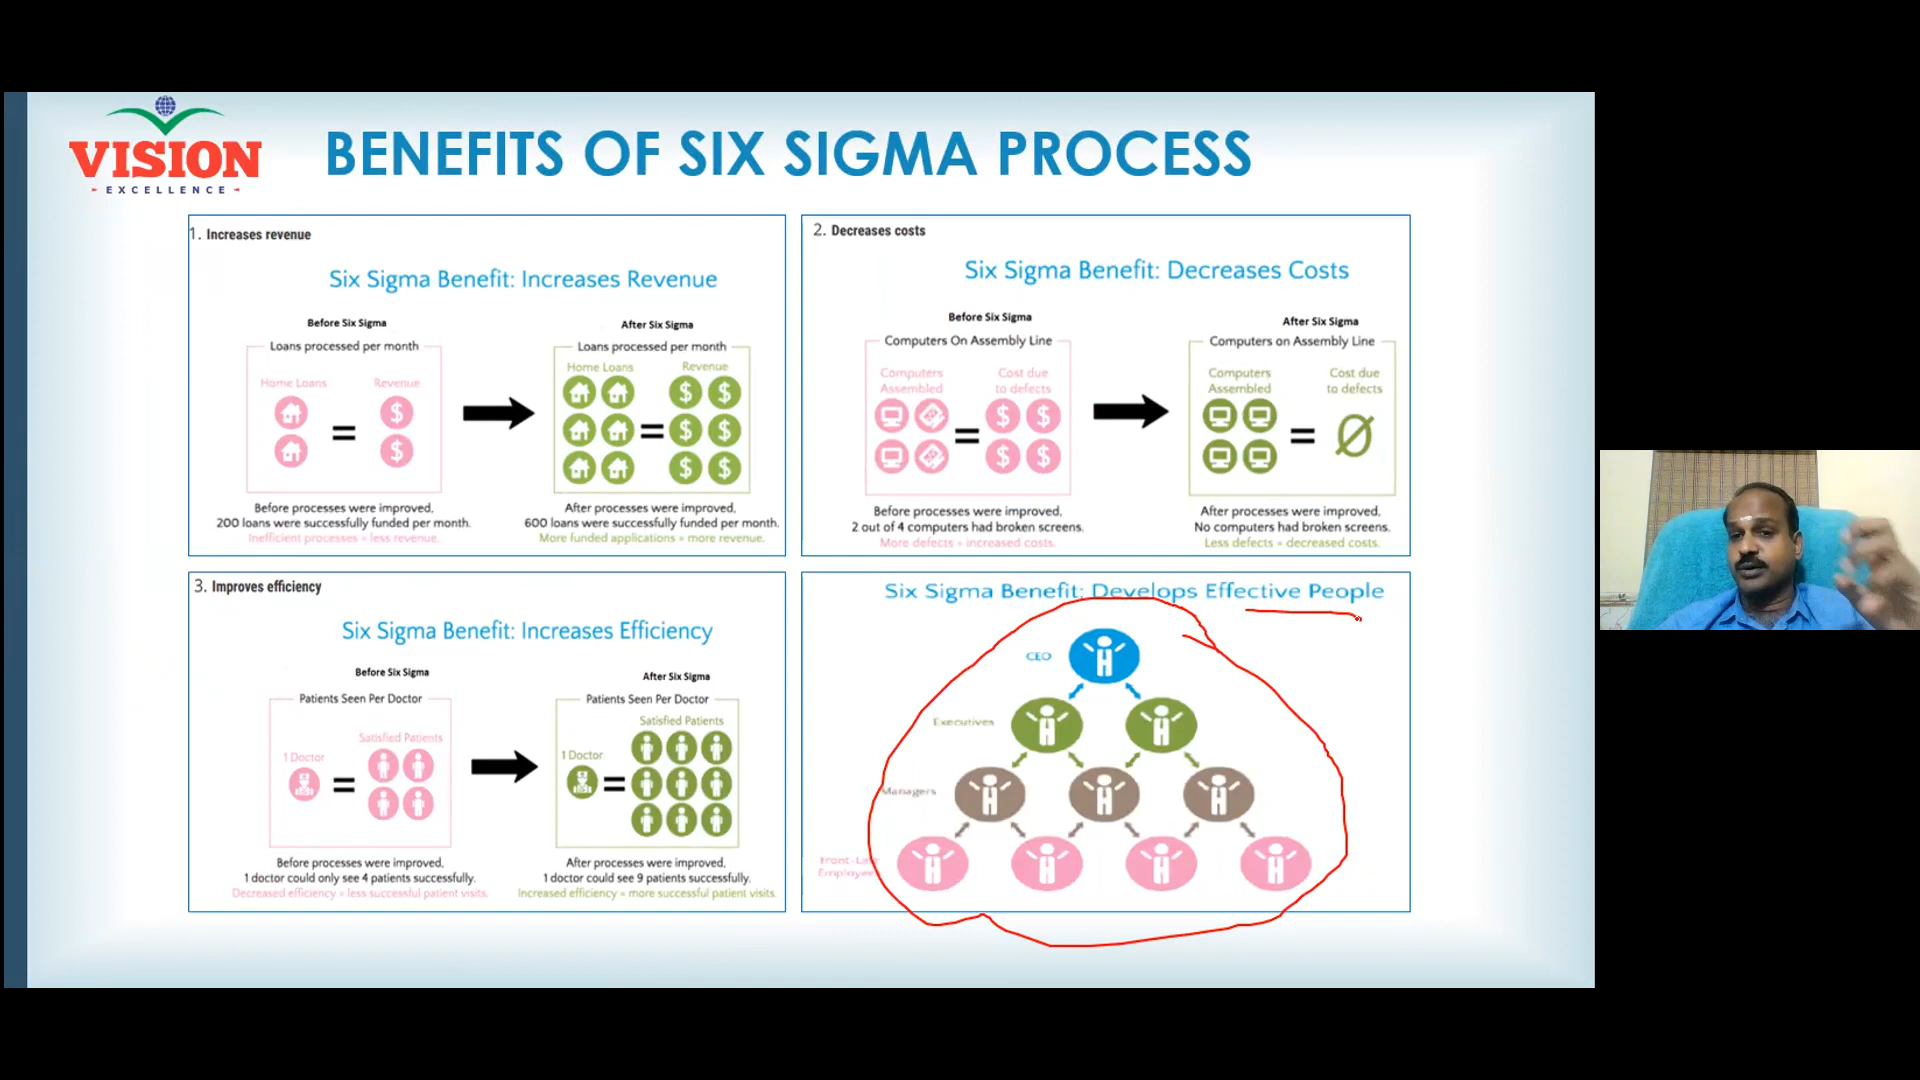 VISION
EXCELLENCE
BENEFITS OF SIX SIGMA PROCESS
1. Increases revenue
Six Sigma Benefit: Increases Revenue
Before Six Sigma
After Six Sigma
Loans processed per month
Loans processed per month
Home Loans
Revenue
Home Loans
Revenue
=
=
Before processes were improved,
200 loans were successfully funded per month.
Inefficient processes = less revenue.
After processes were improved,
600 loans were successfully funded per month.
More funded applications = more revenue.
2. Decreases costs
Six Sigma Benefit: Decreases Costs
Before Six Sigma
After Six Sigma
Computers On Assembly Line
Computers on Assembly Line
Computers
Assembled
Cost due
to defects
Computers
Assembled
Cost due
to defects
=
=
Before processes were improved,
2 out of 4 computers had broken screens.
More defects = increased costs.
After processes were improved,
No computers had broken screens.
Less defects = decreased costs.
3. Improves efficiency
Six Sigma Benefit: Increases Efficiency
Before Six Sigma
After Six Sigma
Patients Seen Per Doctor
Patients Seen Per Doctor
1 Doctor
Satisfied Patients
1 Doctor
Satisfied Patients
=
=
Before processes were improved,
1 doctor could only see 4 patients successfully.
Decreased efficiency = less successful patient visits.
After processes were improved,
1 doctor could see 9 patients successfully.
Increased efficiency = more successful patient visits.
Six Sigma Benefit: Develops Effective People
CEO
Executives
Managers
Front-Line
Employees